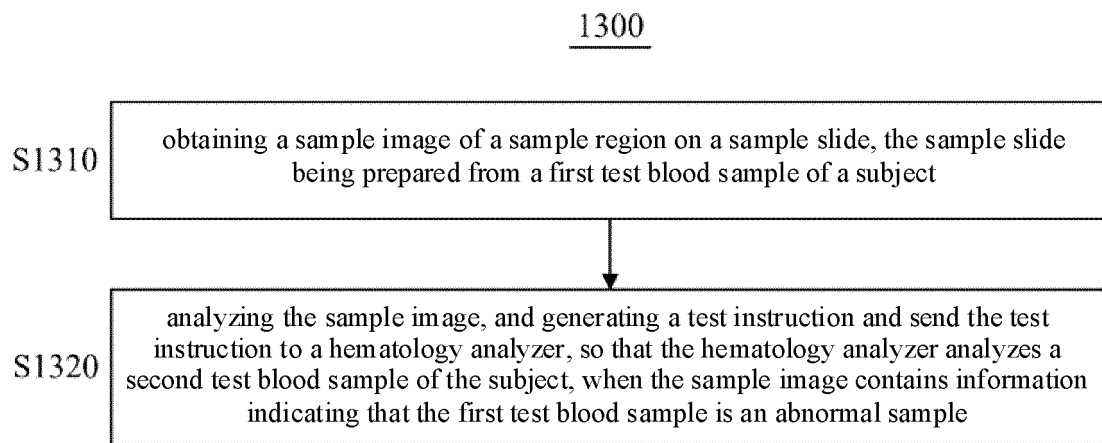 1300
S1310
obtaining a sample image of a sample region on a sample slide, the sample slide
being prepared from a first test blood sample of a subject
S1320
analyzing the sample image, and generating a test instruction and send the test
instruction to a hematology analyzer, so that the hematology analyzer analyzes a
second test blood sample of the subject, when the sample image contains information
indicating that the first test blood sample is an abnormal sample